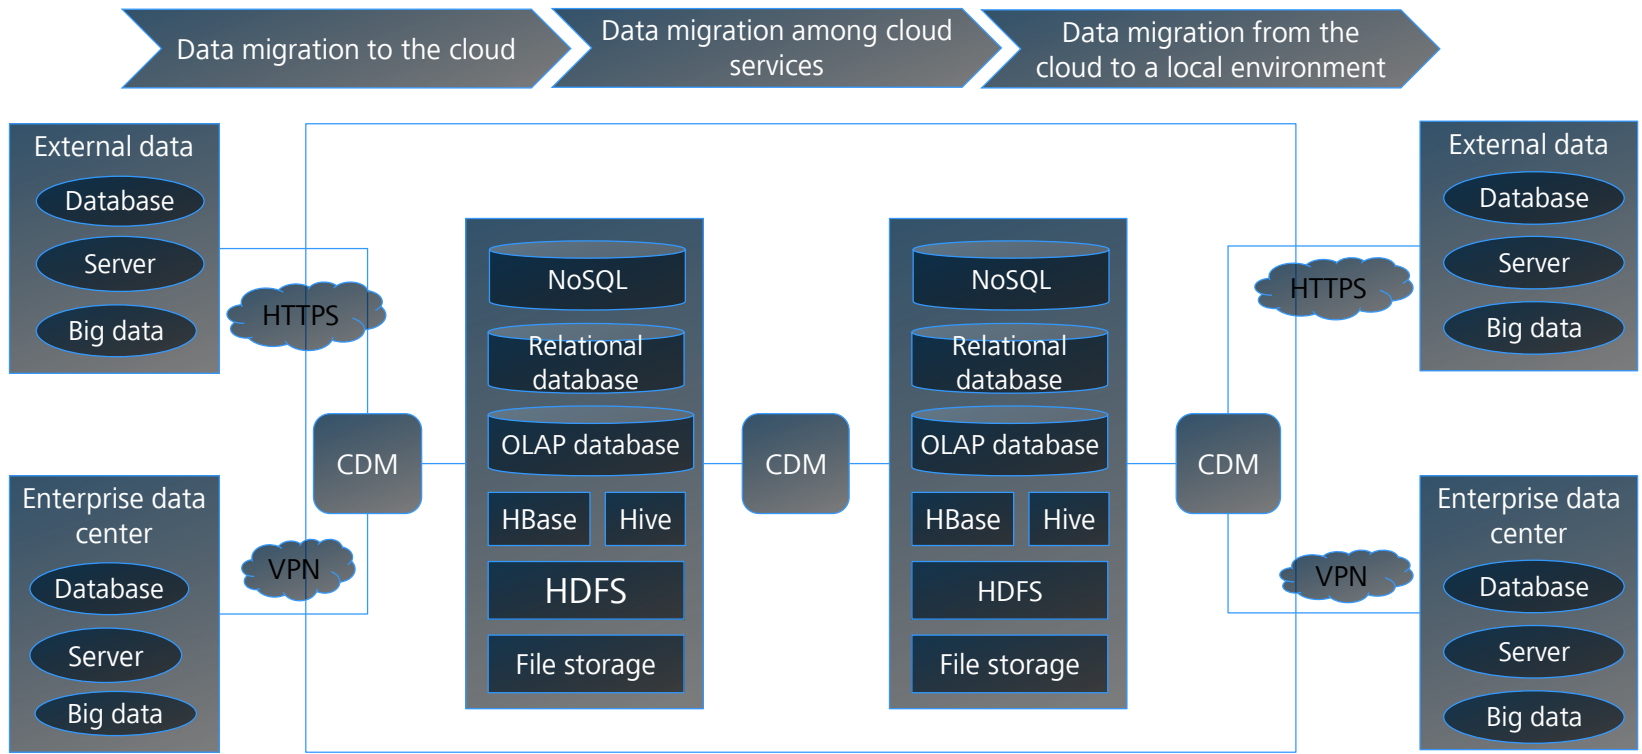 Data migration to the cloud
Data migration among cloud
services
Data migration from the
cloud to a local environment
External data
Database
Server
Big data
HTTPS
Enterprise data
center
Database
Server
Big data
VPN
CDM
NoSQL
Relational
database
OLAP database
HBase
Hive
HDFS
File storage
CDM
NoSQL
Relational
database
OLAP database
HBase
Hive
HDFS
File storage
CDM
HTTPS
VPN
External data
Database
Server
Big data
Enterprise data
center
Database
Server
Big data